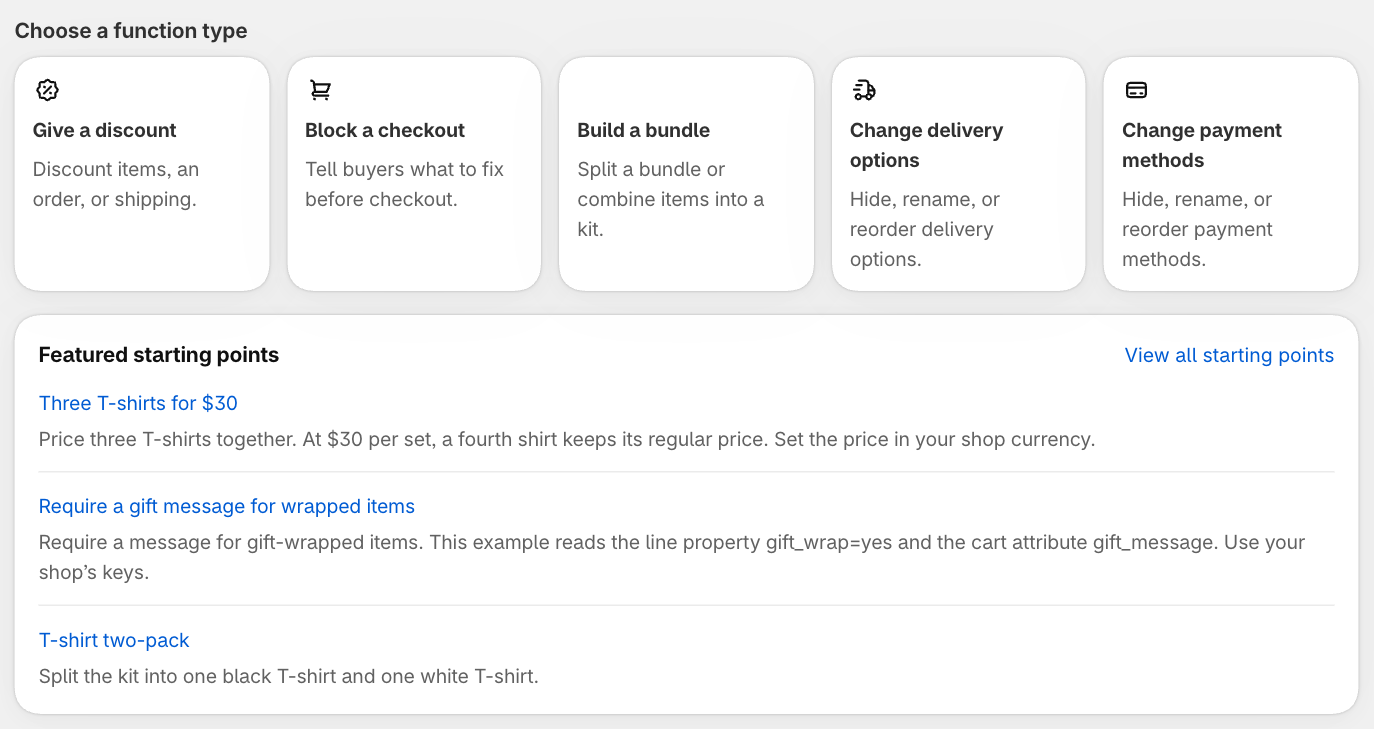 Choose a function type
Give a discount
Discount items, an
order, or shipping.
Block a checkout
Tell buyers what to fix
before checkout.
Build a bundle
Split a bundle or
combine items into a
kit.
Change delivery
options
Hide, rename, or
reorder delivery
options.
Change payment
methods
Hide, rename, or
reorder payment
methods.
Featured starting points
View all starting points
Three T-shirts for $30
Price three T-shirts together. At $30 per set, a fourth shirt keeps its regular price. Set the price in your shop currency.
Require a gift message for wrapped items
Require a message for gift-wrapped items. This example reads the line property gift_wrap=yes and the cart attribute gift_message. Use your
shop’s keys.
T-shirt two-pack
Split the kit into one black T-shirt and one white T-shirt.